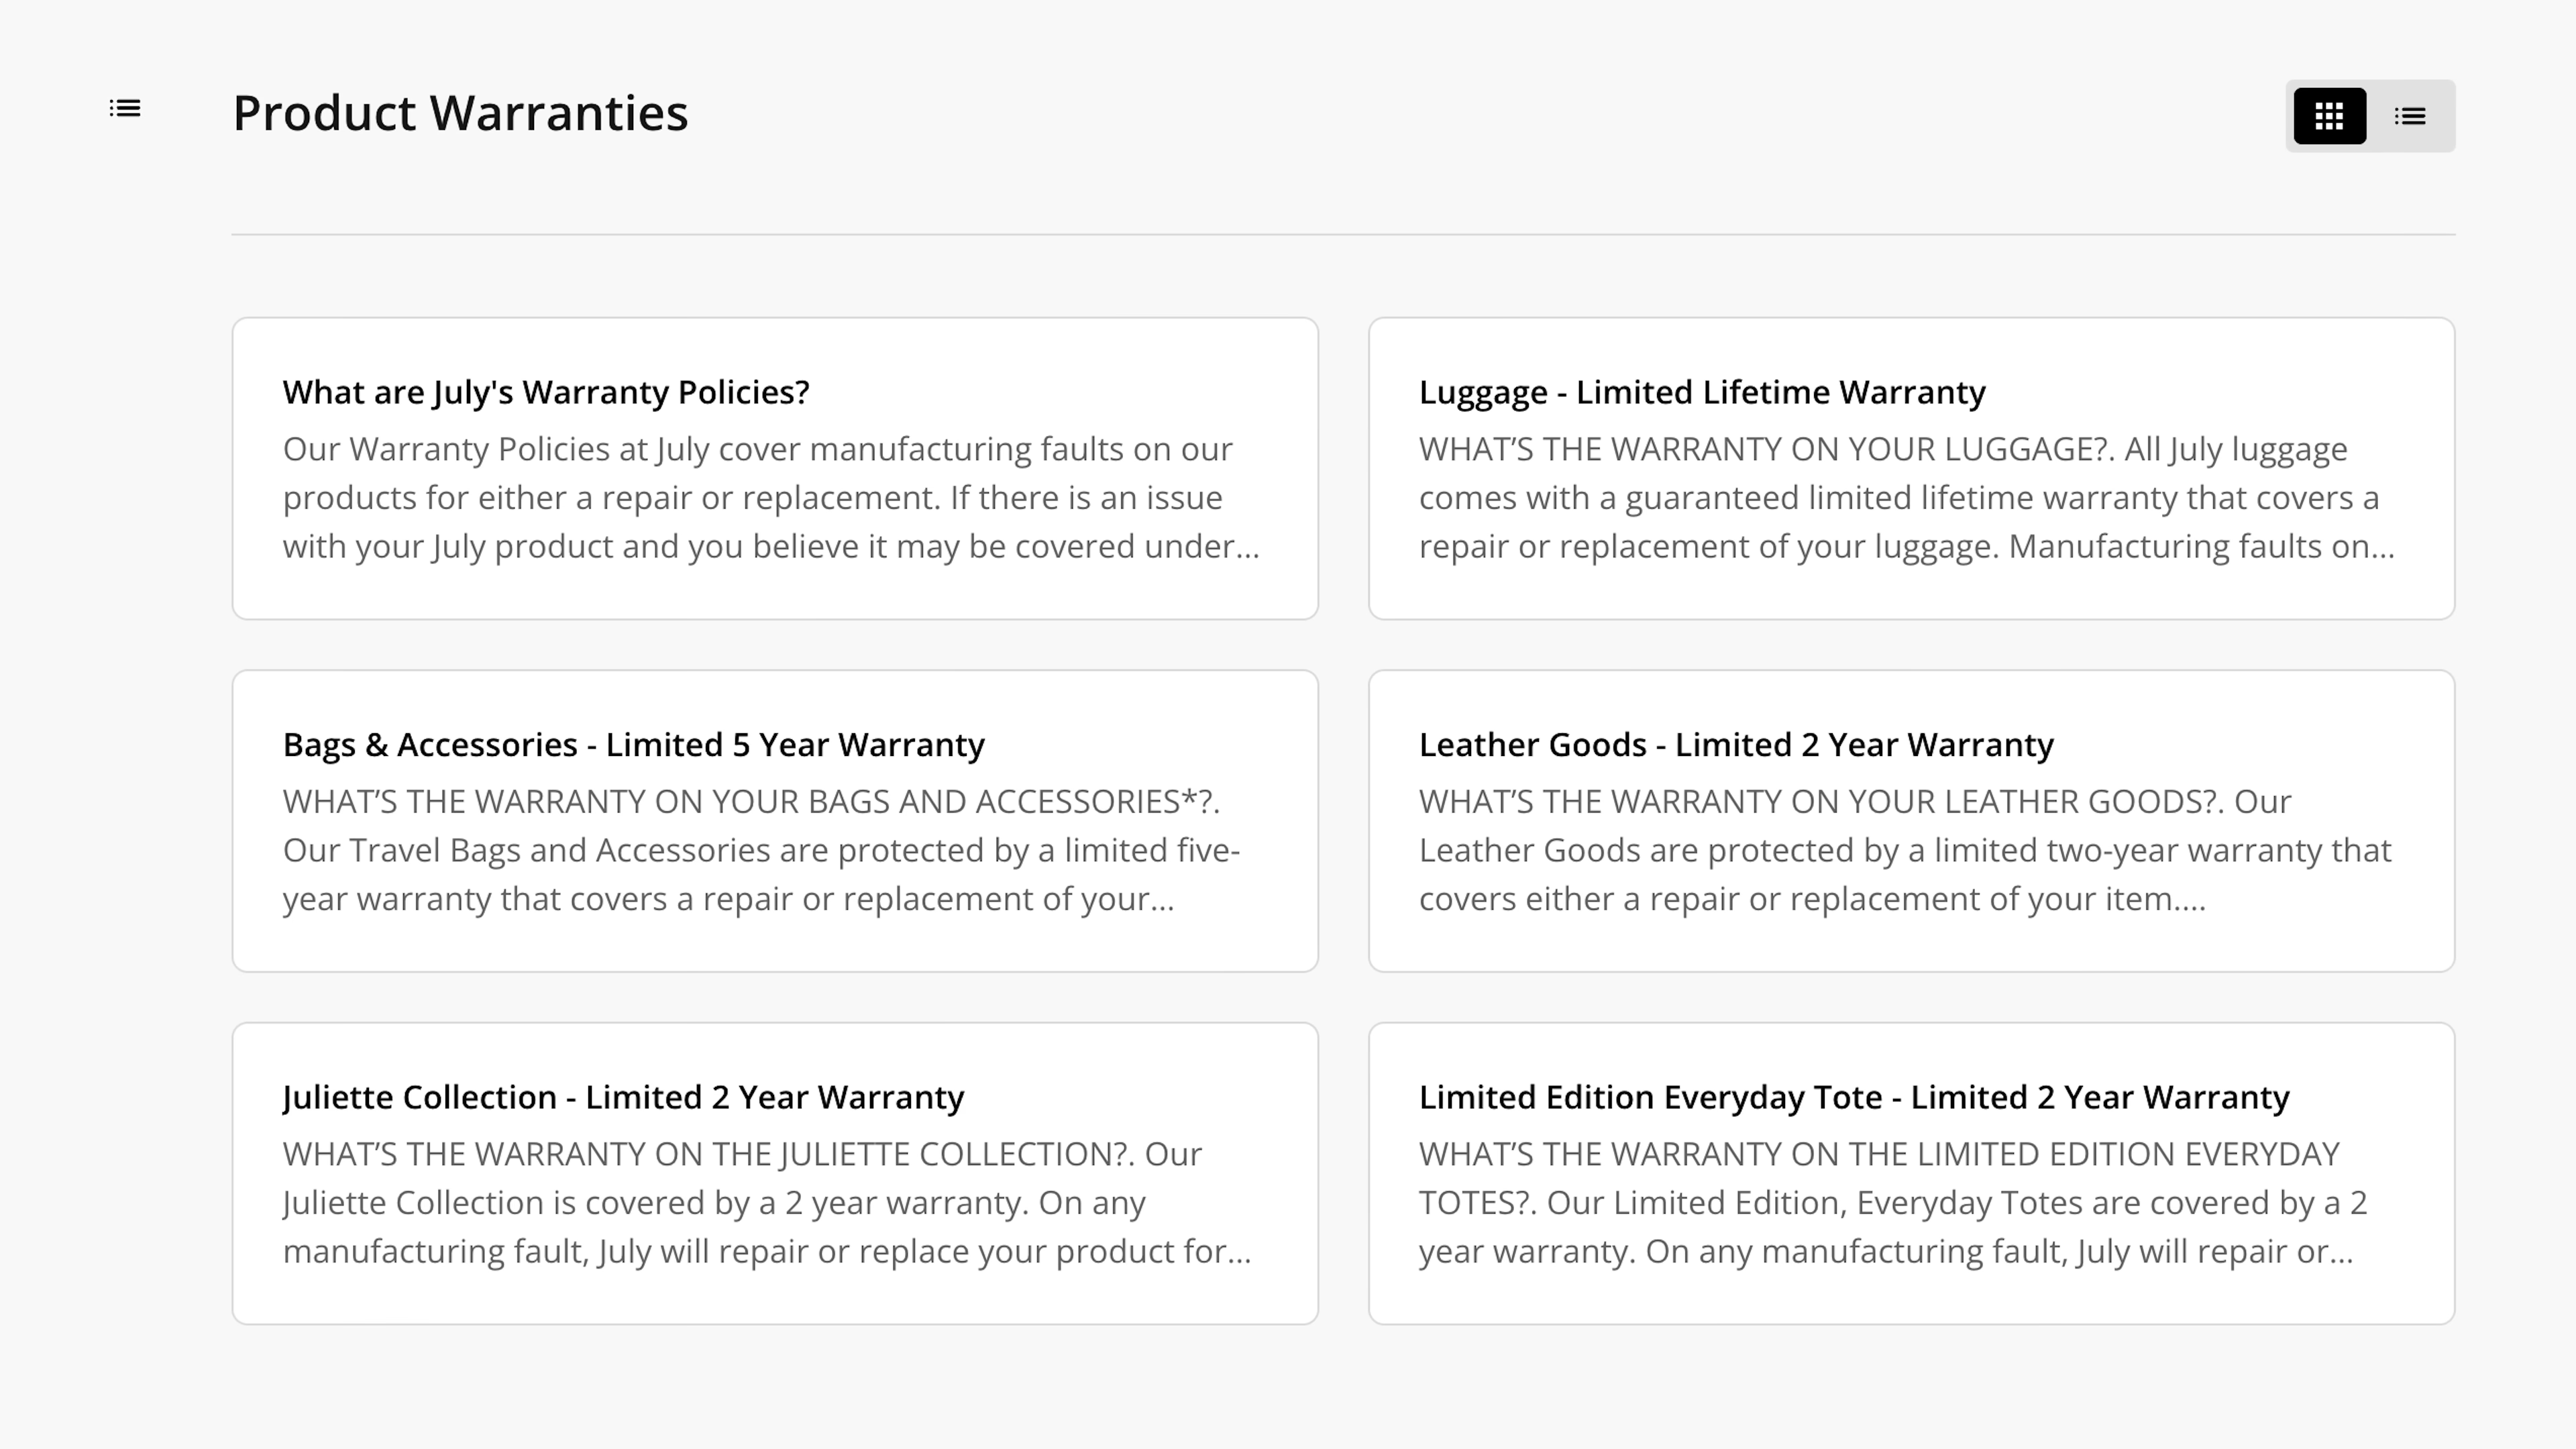 Product Warranties
What are July's Warranty Policies?
Our Warranty Policies at July cover manufacturing faults on our
products for either a repair or replacement. If there is an issue
with your July product and you believe it may be covered under...
Luggage - Limited Lifetime Warranty
WHAT’S THE WARRANTY ON YOUR LUGGAGE?. All July luggage
comes with a guaranteed limited lifetime warranty that covers a
repair or replacement of your luggage. Manufacturing faults on...
Bags & Accessories - Limited 5 Year Warranty
WHAT’S THE WARRANTY ON YOUR BAGS AND ACCESSORIES*?.
Our Travel Bags and Accessories are protected by a limited five-
year warranty that covers a repair or replacement of your...
Leather Goods - Limited 2 Year Warranty
WHAT’S THE WARRANTY ON YOUR LEATHER GOODS?. Our
Leather Goods are protected by a limited two-year warranty that
covers either a repair or replacement of your item....
Juliette Collection - Limited 2 Year Warranty
WHAT’S THE WARRANTY ON THE JULIETTE COLLECTION?. Our
Juliette Collection is covered by a 2 year warranty. On any
manufacturing fault, July will repair or replace your product for...
Limited Edition Everyday Tote - Limited 2 Year Warranty
WHAT’S THE WARRANTY ON THE LIMITED EDITION EVERYDAY
TOTES?. Our Limited Edition, Everyday Totes are covered by a 2
year warranty. On any manufacturing fault, July will repair or...